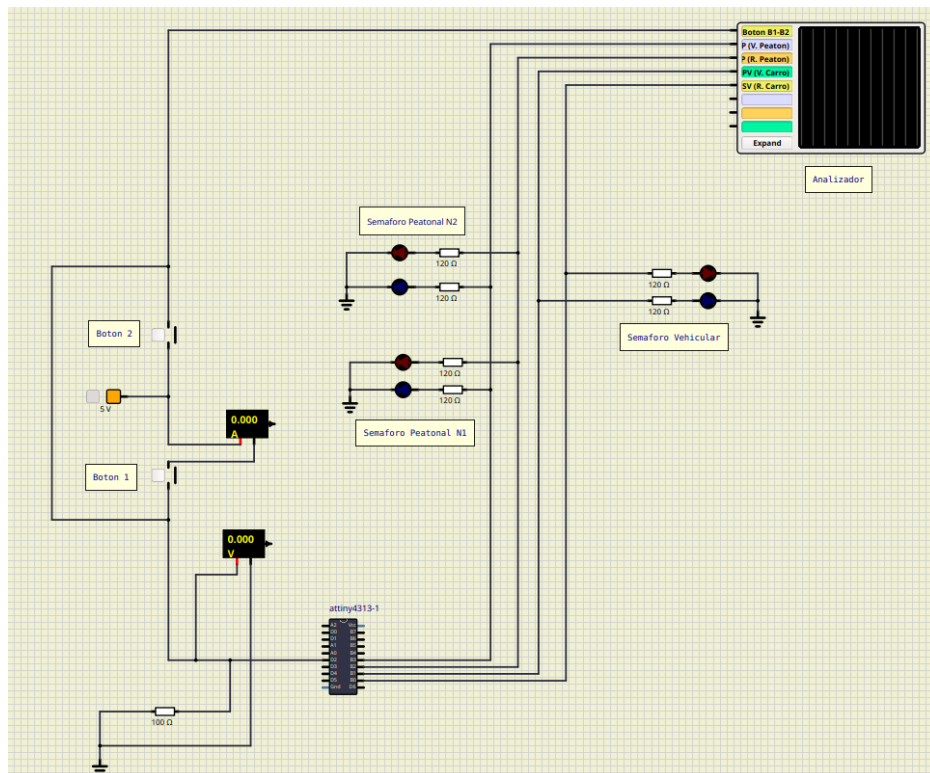 Boton B1-B2
P (V. Peaton)
P (R. Peaton)
PV (V. Carro)
SV (R. Carro)
Expand
Analizador
Semaforo Peatonal N2
120 Ω
120 Ω
120 Ω
120 Ω
Semaforo Vehicular
Boton 2
5 V
0.000
A
120 Ω
120 Ω
Semaforo Peatonal N1
Boton 1
0.000
V
attiny4313-1
Gnd
100 Ω